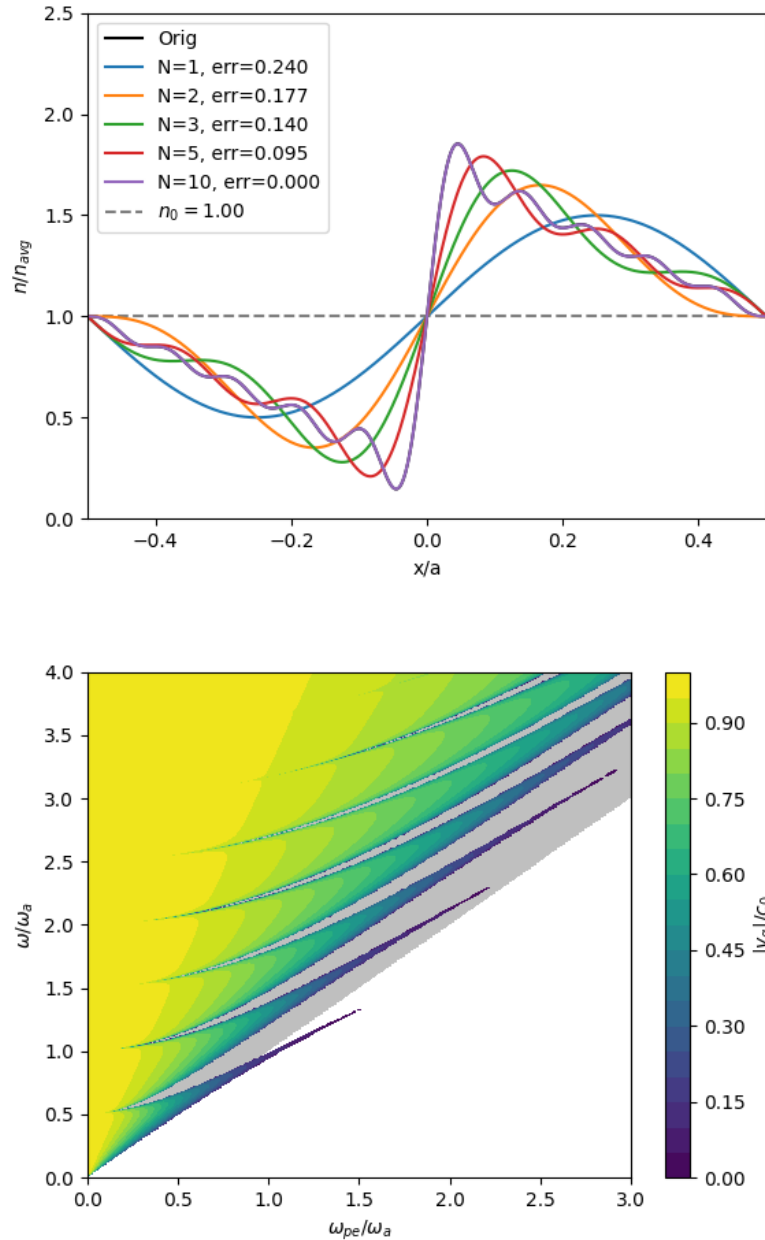 2.5
2.0
1.5
1.0
0.5
0.0
n/n_avg
Orig
N=1, err=0.240
N=2, err=0.177
N=3, err=0.140
N=5, err=0.095
N=10, err=0.000
n_0 = 1.00
−0.4 −0.2 0.0 0.2 0.4
x/a
4.0
3.5
3.0
2.5
2.0
1.5
1.0
0.5
0.0
ω/ω_a
0.0 0.5 1.0 1.5 2.0 2.5 3.0
ω_pe/ω_a
0.90
0.75
0.60
0.45
0.30
0.15
0.00
|v_g|/c_0